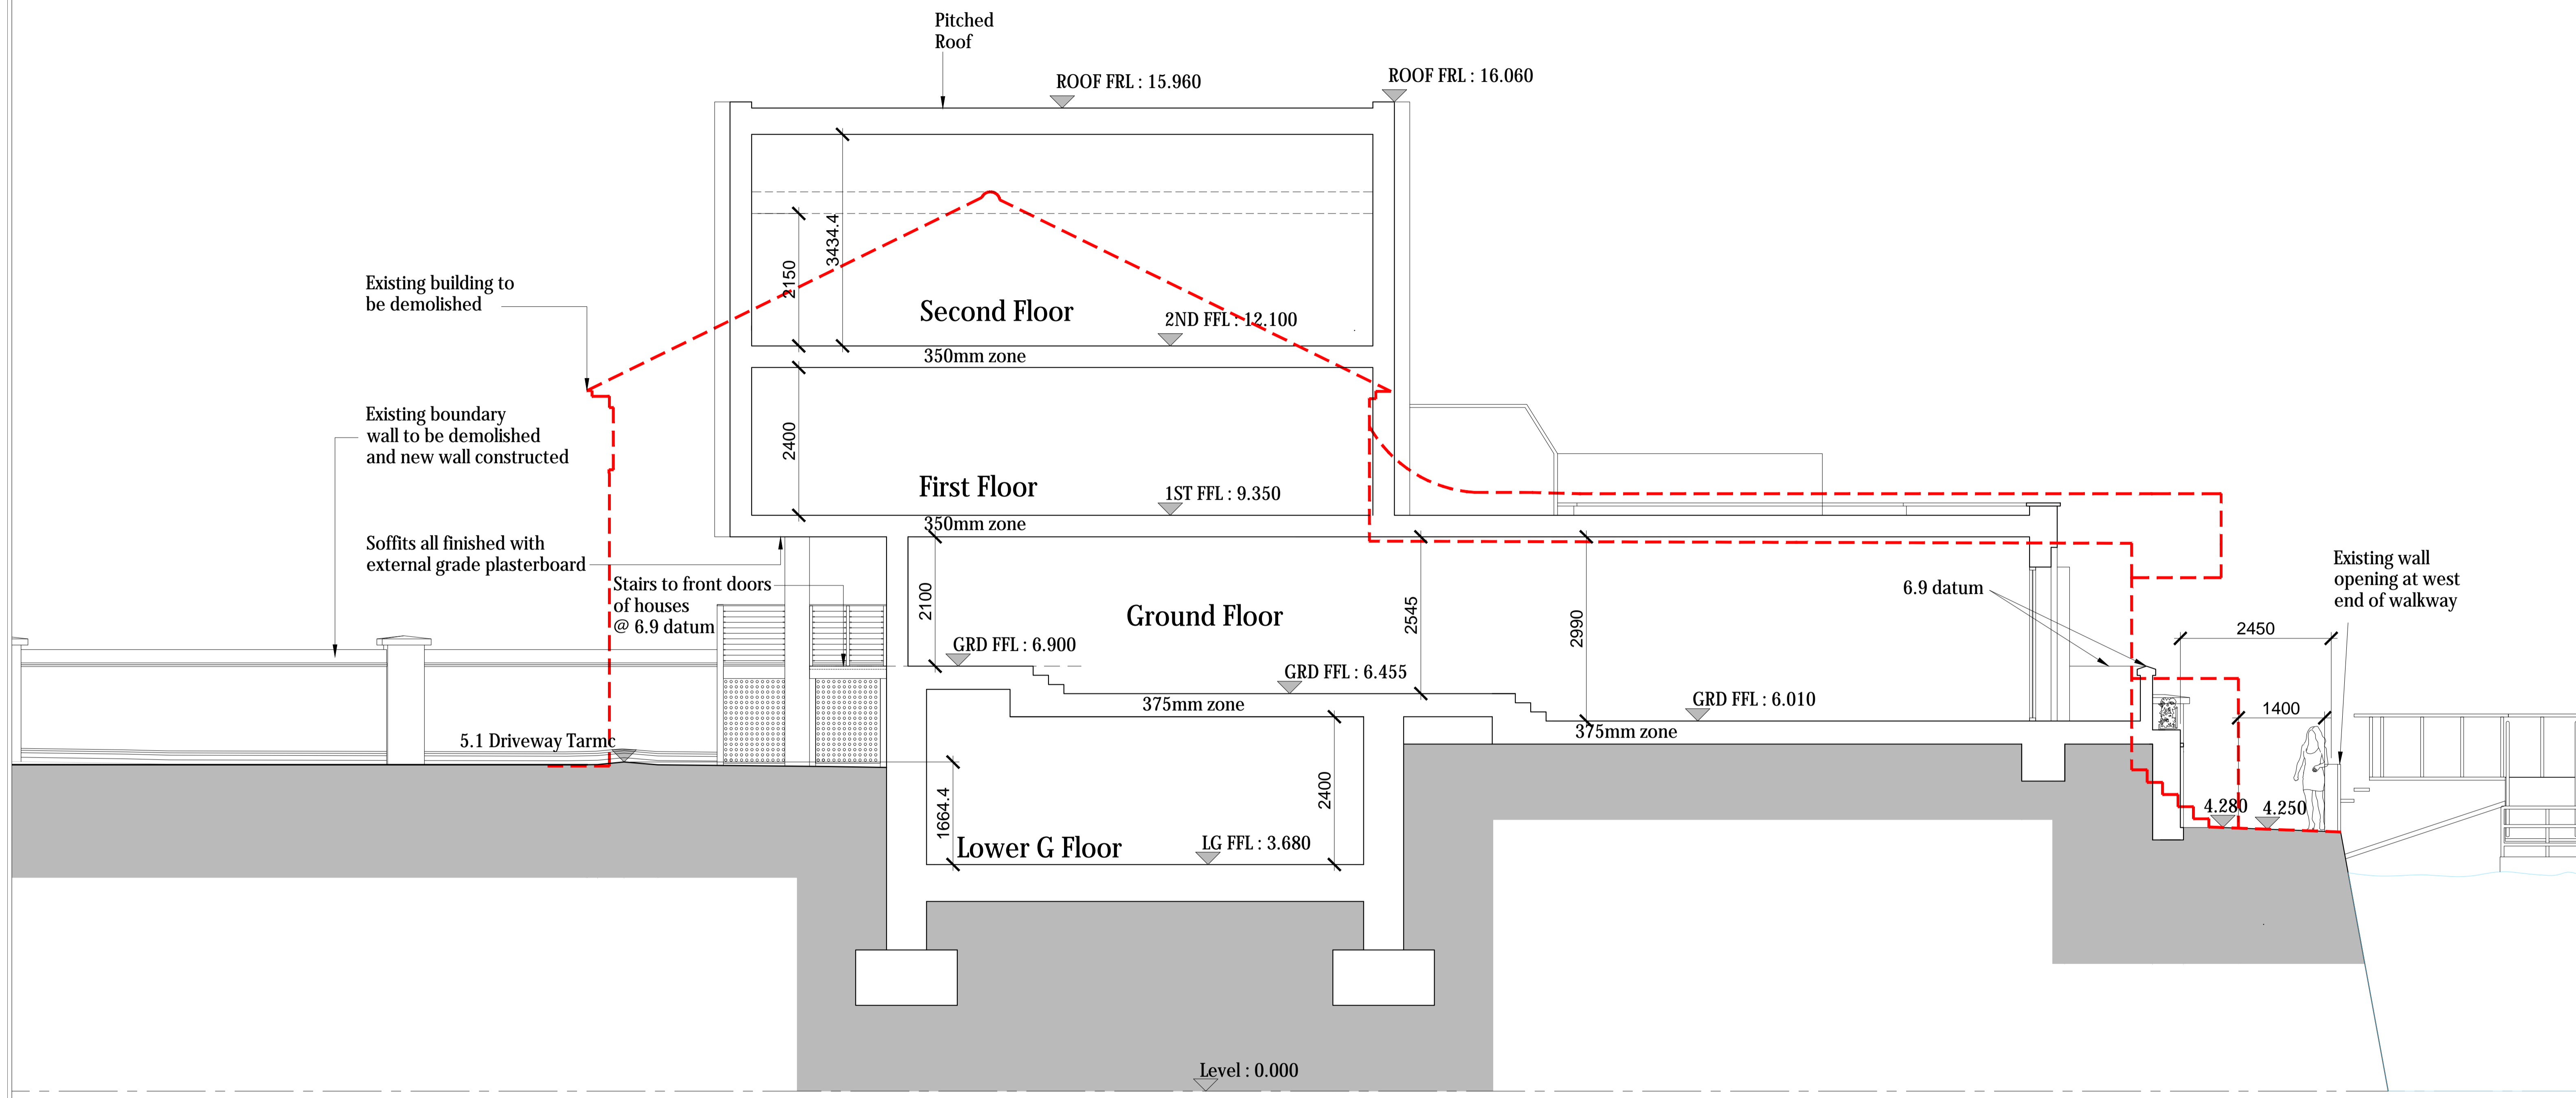 Pitched
Roof
ROOF FRL : 15.960
ROOF FRL : 16.060
3434.4
2150
Existing building to
be demolished
Second Floor
2ND FFL : 12.100
350mm zone
Existing boundary
wall to be demolished
and new wall constructed
2400
First Floor
1ST FFL : 9.350
350mm zone
Soffits all finished with
external grade plasterboard
Stairs to front doors
of houses
@ 6.9 datum
2100
Ground Floor
2545
2990
6.9 datum
Existing wall
opening at west
end of walkway
2450
GRD FFL : 6.900
GRD FFL : 6.455
GRD FFL : 6.010
375mm zone
375mm zone
1400
5.1 Driveway Tarmc
1664.4
2400
4.280
4.250
Lower G Floor
LG FFL : 3.680
Level : 0.000